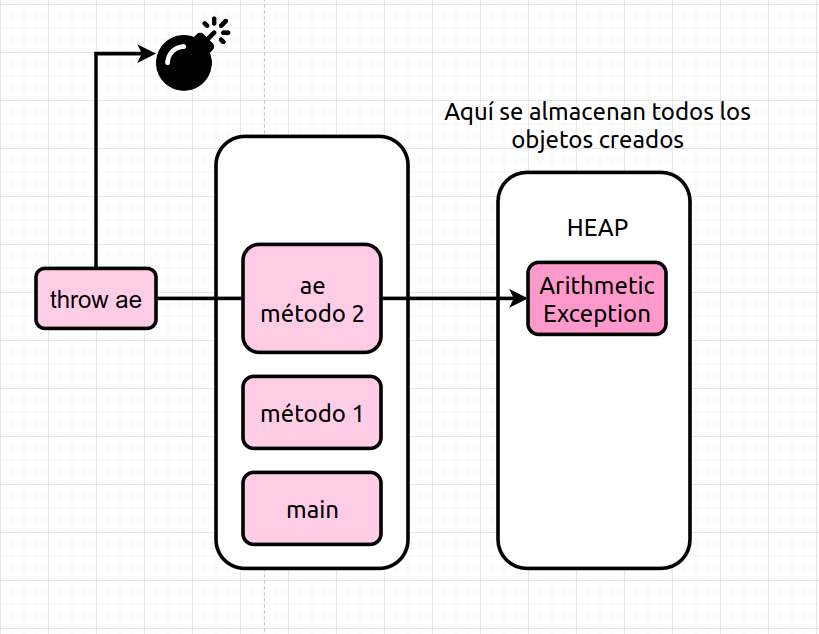 Aquí se almacenan todos los
objetos creados
HEAP
throw ae
ae
método 2
Arithmetic
Exception
método 1
main